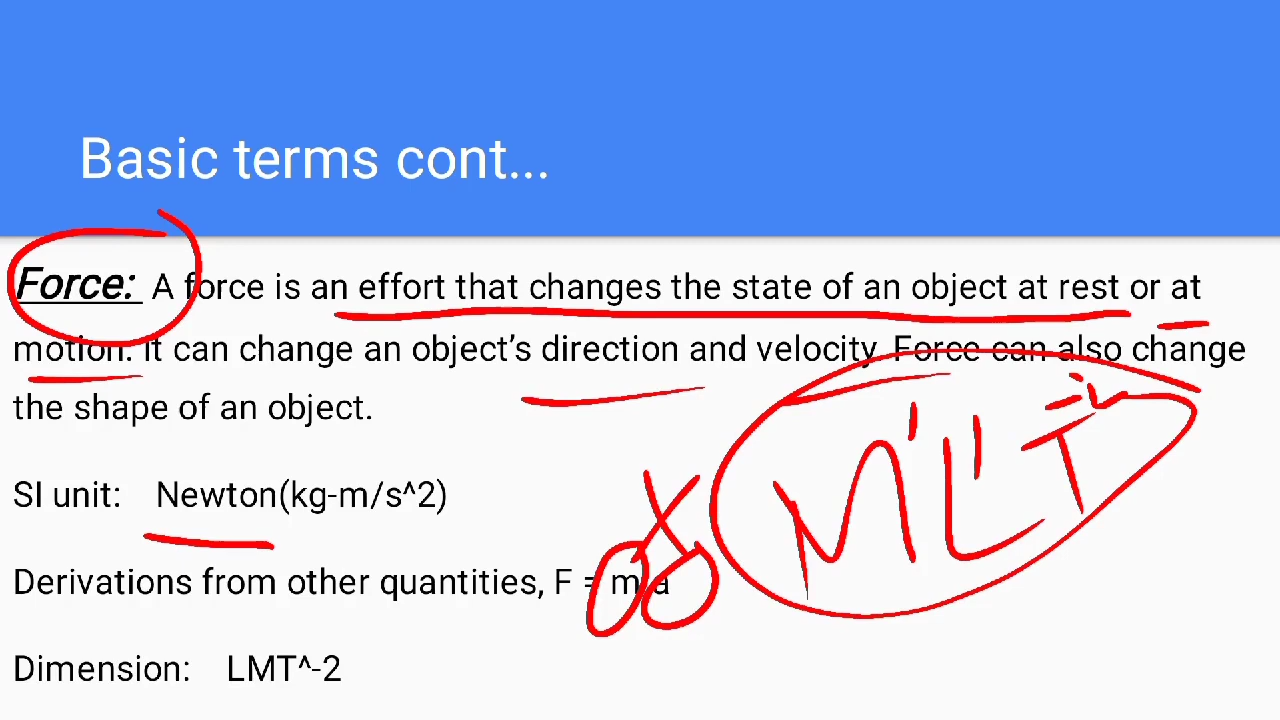 Basic terms cont...
Force: A force is an effort that changes the state of an object at rest or at
motion. It can change an object’s direction and velocity. Force can also change
the shape of an object.
M¹L¹T⁻²
SI unit: Newton(kg-m/s^2)
Derivations from other quantities, F = m a
Dimension: LMT^-2